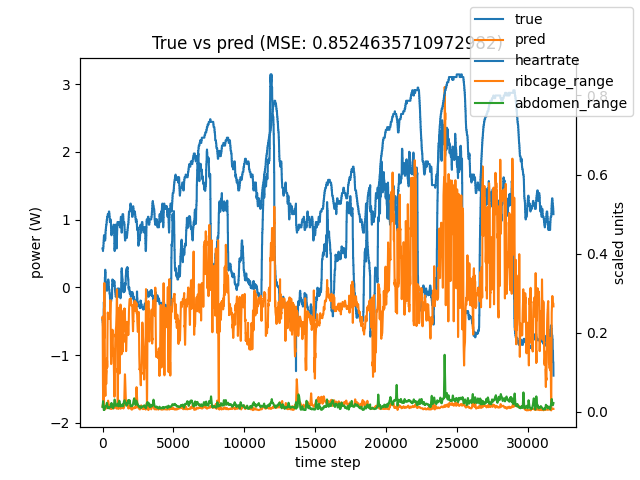 True vs pred (MSE: 0.8524635710972982)
true
pred
heartrate
ribcage_range
abdomen_range
3
2
1
0
−1
−2
power (W)
0.8
0.6
0.4
0.2
0.0
scaled units
0
5000
10000
15000
20000
25000
30000
time step